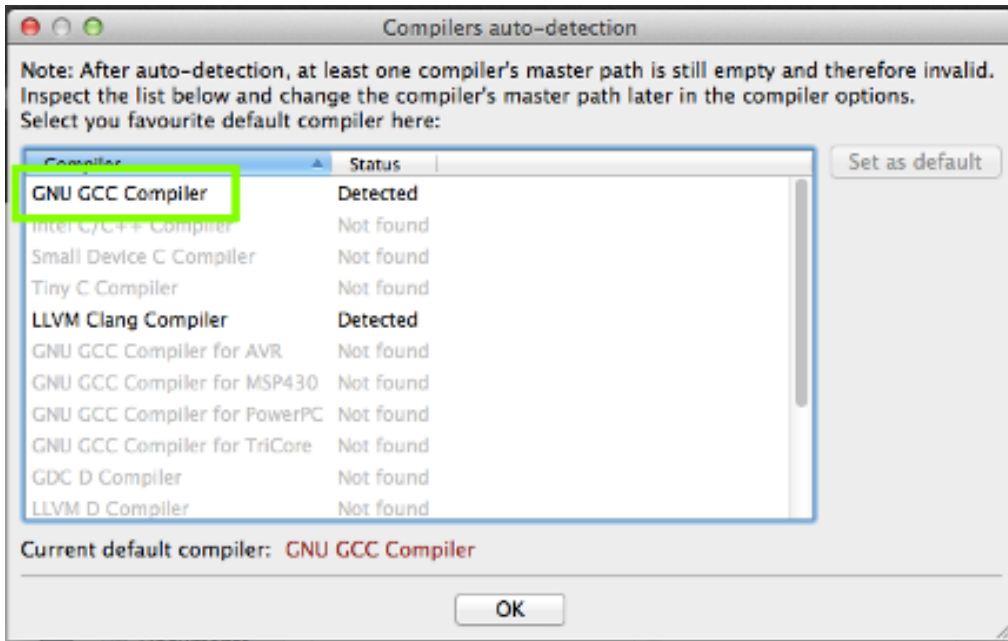 Compilers auto-detection
Note: After auto-detection, at least one compiler's master path is still empty and therefore invalid.
Inspect the list below and change the compiler's master path later in the compiler options.
Select you favourite default compiler here:
Compiler Status
Set as default
GNU GCC Compiler Detected
Intel C/C++ Compiler Not found
Small Device C Compiler Not found
Tiny C Compiler Not found
LLVM Clang Compiler Detected
GNU GCC Compiler for AVR Not found
GNU GCC Compiler for MSP430 Not found
GNU GCC Compiler for PowerPC Not found
GNU GCC Compiler for TriCore Not found
GDC D Compiler Not found
LLVM D Compiler Not found
Current default compiler: GNU GCC Compiler
OK